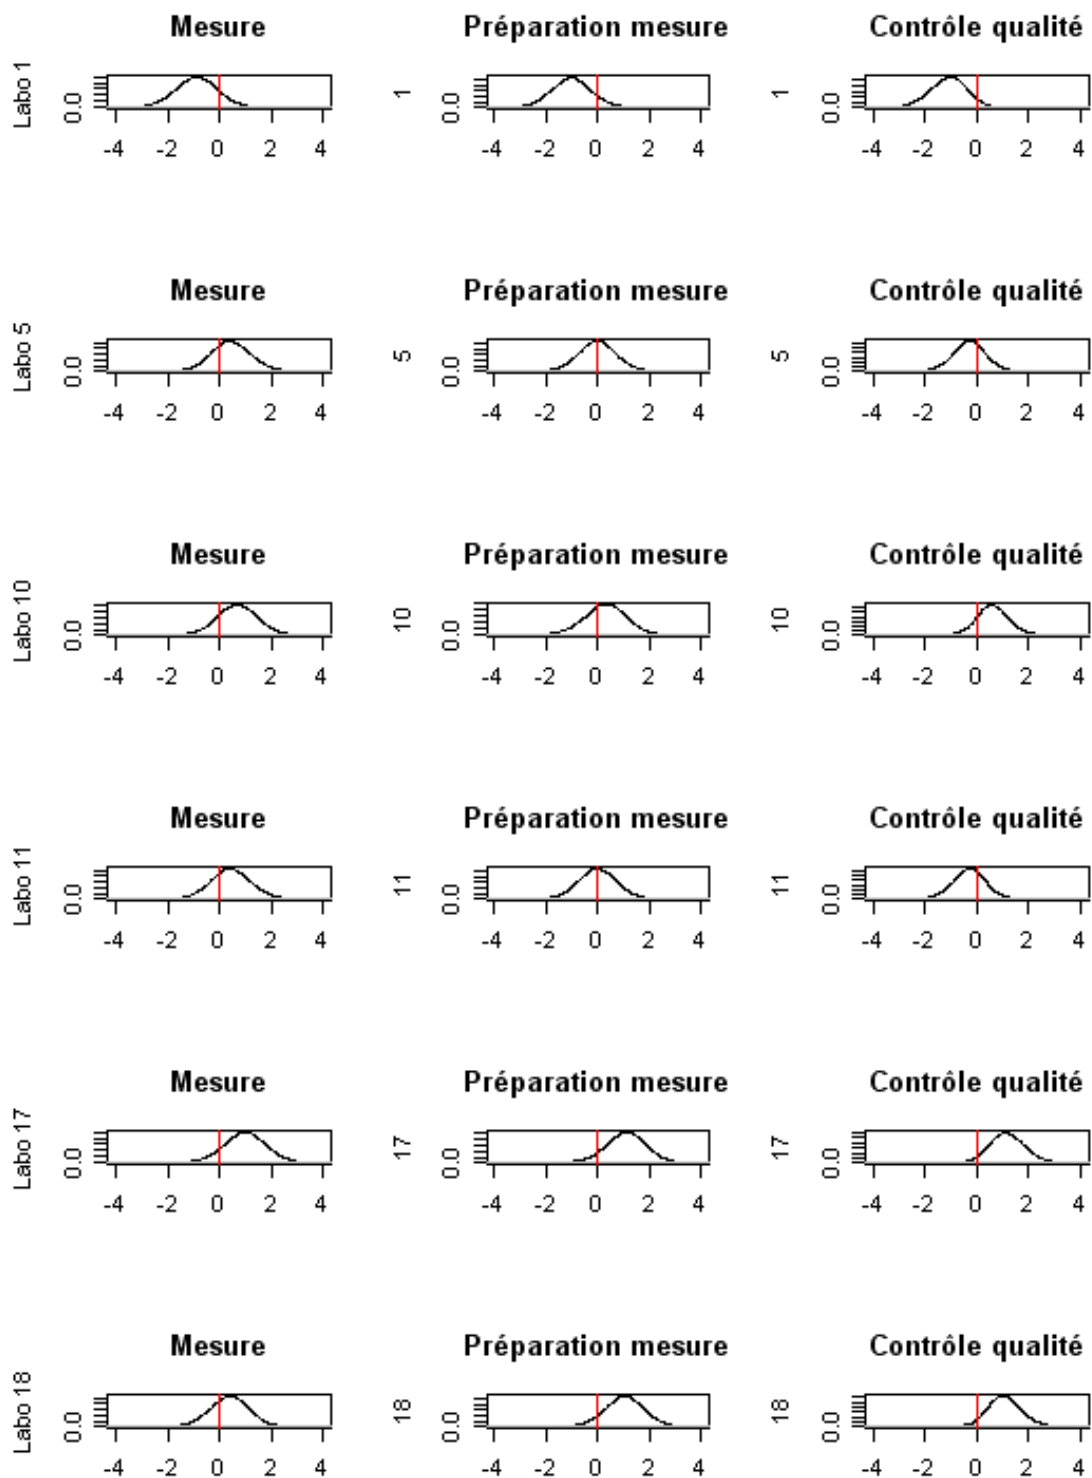 Mesure Préparation mesure Contrôle qualité
Labo 1 0.0 1 0.0 1 0.0
-4 -2 0 2 4 -4 -2 0 2 4 -4 -2 0 2 4
Mesure Préparation mesure Contrôle qualité
Labo 5 0.0 5 0.0 5 0.0
-4 -2 0 2 4 -4 -2 0 2 4 -4 -2 0 2 4
Mesure Préparation mesure Contrôle qualité
Labo 10 0.0 10 0.0 10 0.0
-4 -2 0 2 4 -4 -2 0 2 4 -4 -2 0 2 4
Mesure Préparation mesure Contrôle qualité
Labo 11 0.0 11 0.0 11 0.0
-4 -2 0 2 4 -4 -2 0 2 4 -4 -2 0 2 4
Mesure Préparation mesure Contrôle qualité
Labo 17 0.0 17 0.0 17 0.0
-4 -2 0 2 4 -4 -2 0 2 4 -4 -2 0 2 4
Mesure Préparation mesure Contrôle qualité
Labo 18 0.0 18 0.0 18 0.0
-4 -2 0 2 4 -4 -2 0 2 4 -4 -2 0 2 4